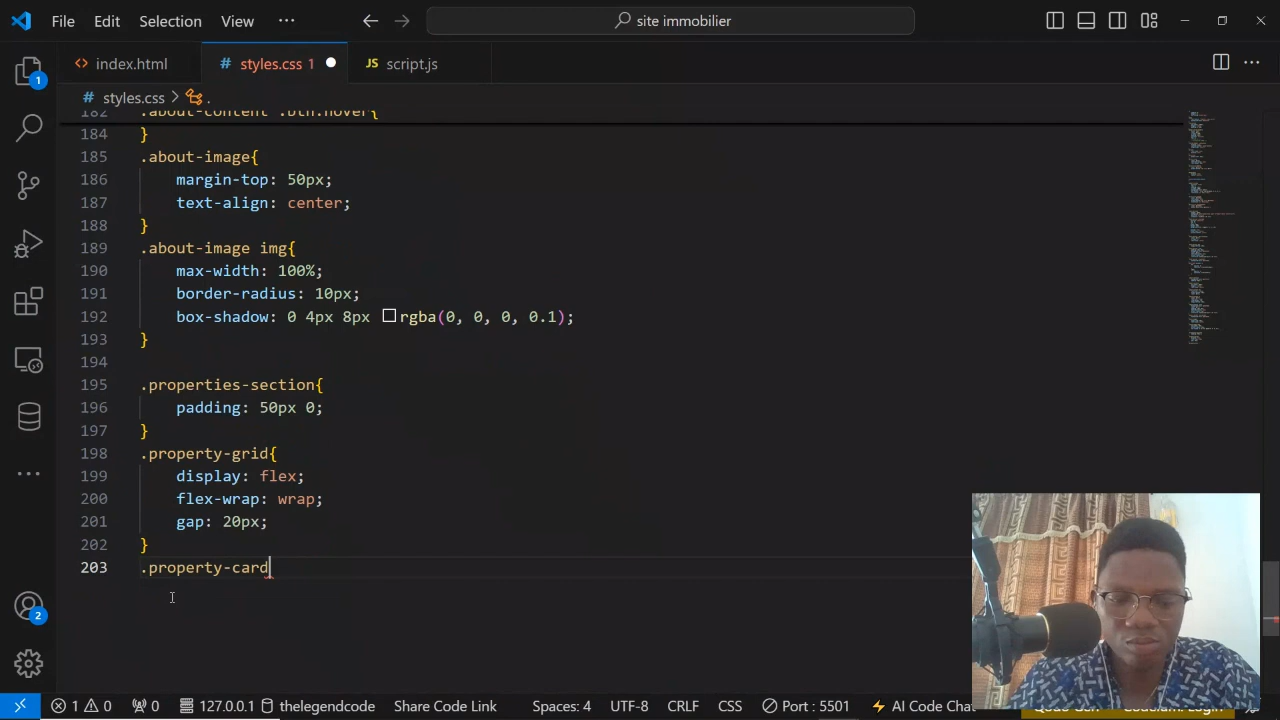 File Edit Selection View ··· site immobilier
index.html # styles.css 1 JS script.js
# styles.css > .
182 .about-content .btn:hover{
184 }
185 .about-image{
186 margin-top: 50px;
187 text-align: center;
188 }
189 .about-image img{
190 max-width: 100%;
191 border-radius: 10px;
192 box-shadow: 0 4px 8px rgba(0, 0, 0, 0.1);
193 }
194
195 .properties-section{
196 padding: 50px 0;
197 }
198 .property-grid{
199 display: flex;
200 flex-wrap: wrap;
201 gap: 20px;
202 }
203 .property-card
1
2
1 0 0 127.0.0.1 thelegendcode Share Code Link Spaces: 4 UTF-8 CRLF CSS Port : 5501 AI Code Cha